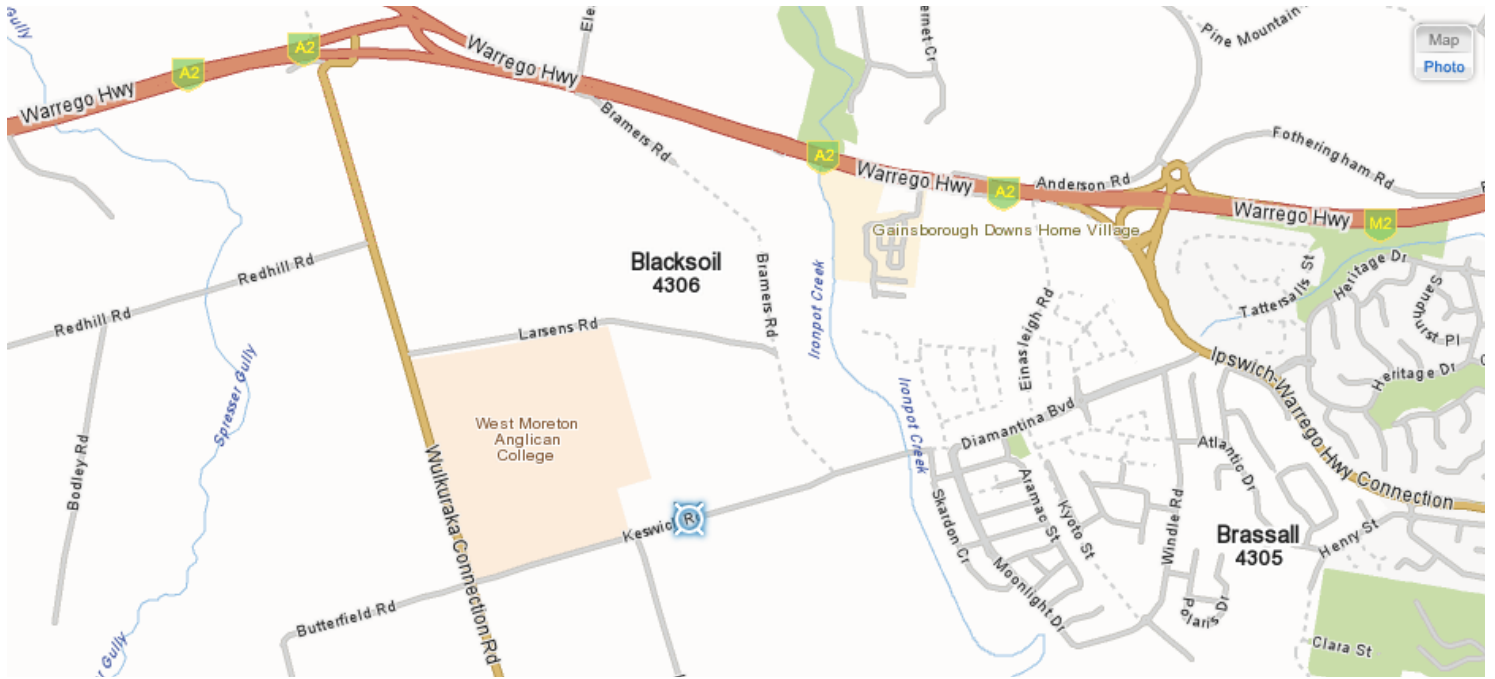 Warrego Hwy
A2
A2
Warrego Hwy
Pine Mountain
Map
Photo
Bramers Rd
A2
Warrego Hwy
A2
Anderson Rd
Fotheringham Rd
Warrego Hwy
M2
Gainsborough Downs Home Village
Redhill Rd
Redhill Rd
Blacksoil
4306
Bramers Rd
Ironpot Creek
Einasleigh Rd
Tattersalls St
Heritage Dr
Sandhurst Pl
Larsens Rd
Spresser Gully
Ironpot Creek
Ipswich-Warrego Hwy Connection
Heritage Dr
West Moreton
Anglican
College
Diamantina Bvd
Bodley Rd
Wulkuraka Connection Rd
Atlantic Dr
Skardon Cr
Aramac St
Kyoto St
Windle Rd
Brassall
4305
Henry St
Keswick Rd
Moonlight Dr
Polaris Dr
Butterfield Rd
Clara St
Gully